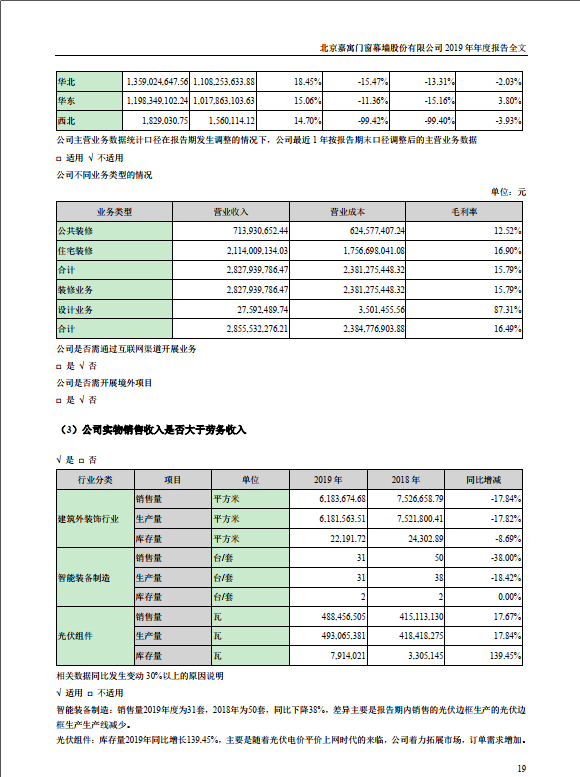 北京嘉寓门窗幕墙股份有限公司 2019 年年度报告全文
华北 1,359,024,647.56 1,108,253,633.88 18.45% -15.47% -13.31% -2.03%
华东 1,198,349,102.24 1,017,863,103.63 15.06% -11.36% -15.16% 3.80%
西北 1,829,030.75 1,560,114.12 14.70% -99.42% -99.40% -3.93%
公司主营业务数据统计口径在报告期发生调整的情况下，公司最近 1 年按报告期末口径调整后的主营业务数据
□ 适用 √ 不适用
公司不同业务类型的情况
单位：元
业务类型 营业收入 营业成本 毛利率
公共装修 713,930,652.44 624,577,407.24 12.52%
住宅装修 2,114,009,134.03 1,756,698,041.08 16.90%
合计 2,827,939,786.47 2,381,275,448.32 15.79%
装修业务 2,827,939,786.47 2,381,275,448.32 15.79%
设计业务 27,592,489.74 3,501,455.56 87.31%
合计 2,855,532,276.21 2,384,776,903.88 16.49%
公司是否需通过互联网渠道开展业务
□ 是 √ 否
公司是否需开展境外项目
□ 是 √ 否
（3）公司实物销售收入是否大于劳务收入
√ 是 □ 否
行业分类 项目 单位 2019 年 2018 年 同比增减
建筑外装饰行业 销售量 平方米 6,183,674.68 7,526,658.79 -17.84%
生产量 平方米 6,181,563.51 7,521,800.41 -17.82%
库存量 平方米 22,191.72 24,302.89 -8.69%
智能装备制造 销售量 台/套 31 50 -38.00%
生产量 台/套 31 38 -18.42%
库存量 台/套 2 2 0.00%
光伏组件 销售量 瓦 488,456,505 415,113,130 17.67%
生产量 瓦 493,065,381 418,418,275 17.84%
库存量 瓦 7,914,021 3,305,145 139.45%
相关数据同比发生变动 30%以上的原因说明
√ 适用 □ 不适用
智能装备制造：销售量2019年度为31套，2018年为50套，同比下降38%，差异主要是报告期内销售的光伏边框生产的光伏边
框生产生产线减少。
光伏组件：库存量2019年同比增长139.45%，主要是随着光伏电价平价上网时代的来临，公司着力拓展市场，订单需求增加。
19